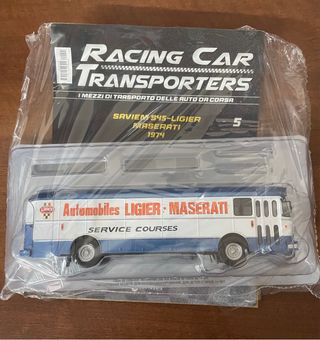 RACING CAR
TRANSPORTERS
I MEZZI DI TRASPORTO DELLE AUTO DA CORSA
SAVIEM S45-LIGIER
MASERATI
1974
5
Automobiles LIGIER - MASERATI
SERVICE COURSES